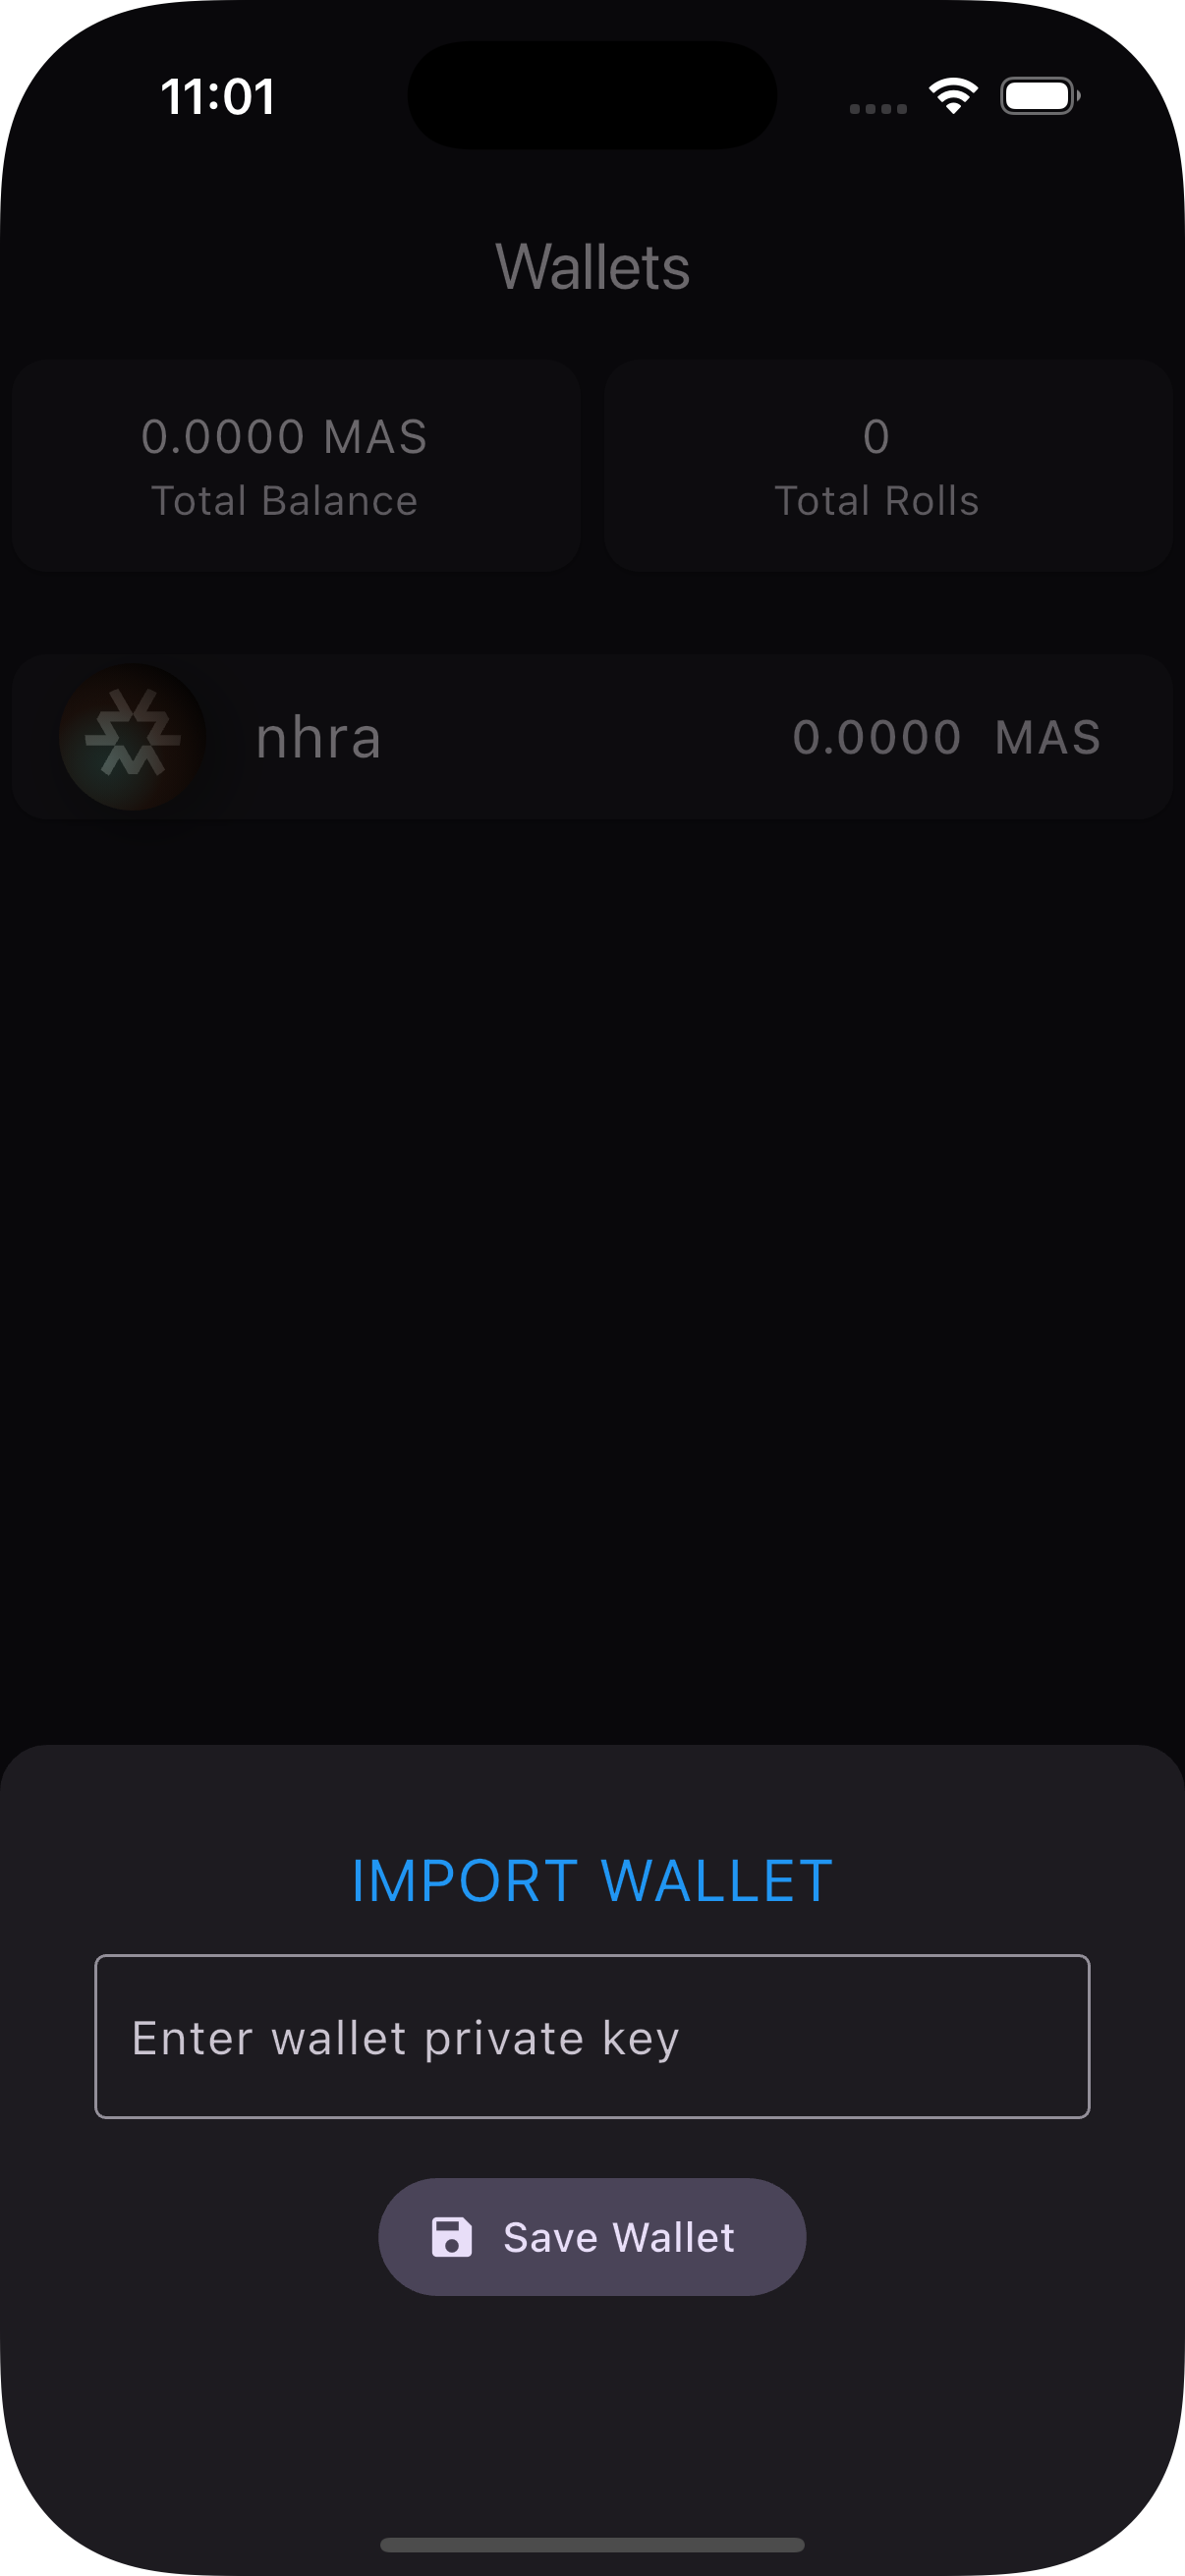 11:01
Wallets
0.0000 MAS
Total Balance
0
Total Rolls
nhra
0.0000 MAS
IMPORT WALLET
Enter wallet private key
Save Wallet